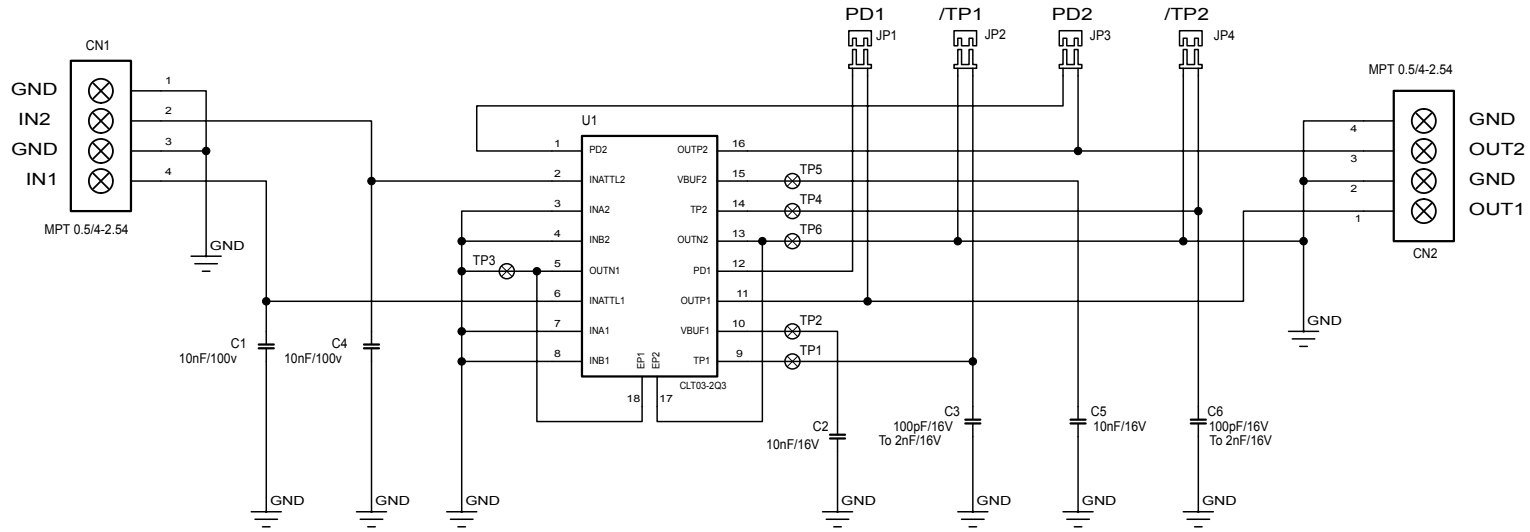 PD1 /TP1 PD2 /TP2
JP1 JP2 JP3 JP4
CN1
GND 1
IN2 2
GND 3
IN1 4
MPT 0.5/4-2.54
GND
MPT 0.5/4-2.54
4 GND
3 OUT2
2 GND
1 OUT1
CN2
GND
U1
1 PD2 OUTP2 16
2 INATTL2 VBUF2 15 TP5
3 INA2 TP2 14 TP4
4 INB2 OUTN2 13 TP6
TP3 5 OUTN1 PD1 12
6 INATTL1 OUTP1 11
7 INA1 VBUF1 10 TP2
8 INB1 TP1 9 TP1
EP1 EP2
CLT03-2Q3
18 17
C1
10nF/100v
C4
10nF/100v
C2
10nF/16V
C3
100pF/16V
To 2nF/16V
C5
10nF/16V
C6
100pF/16V
To 2nF/16V
GND GND GND GND GND GND GND